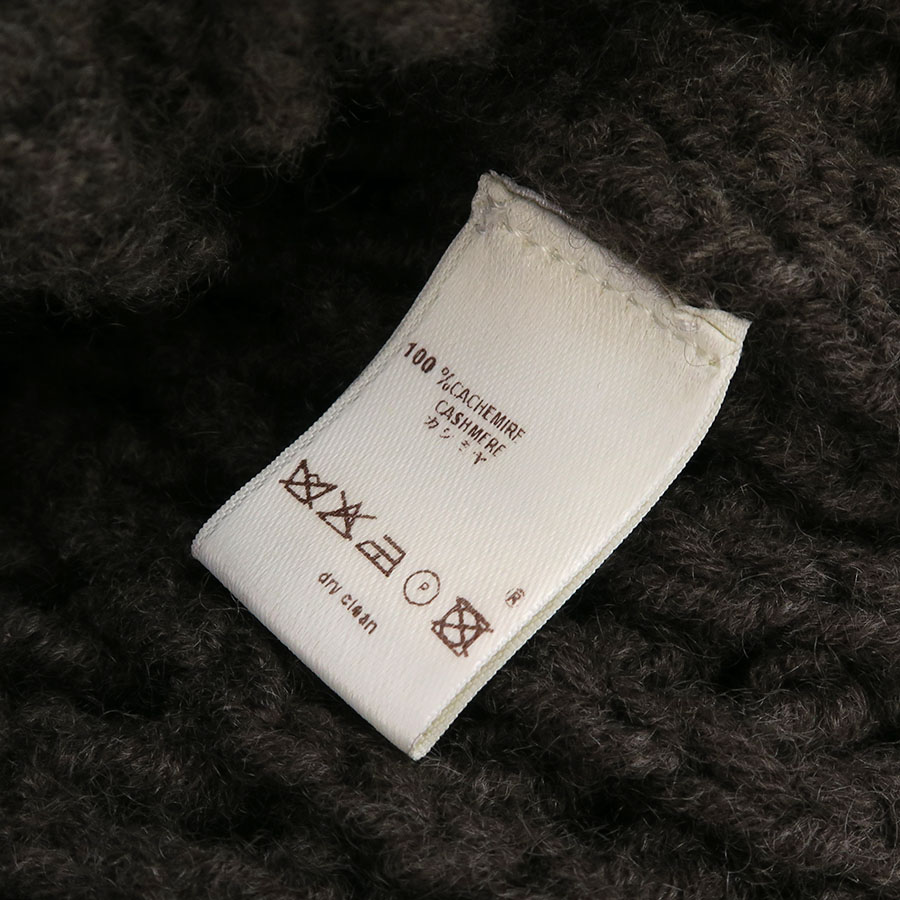 100 % CACHEMIRE
CASHMERE
カシミヤ
P
®
dry clean